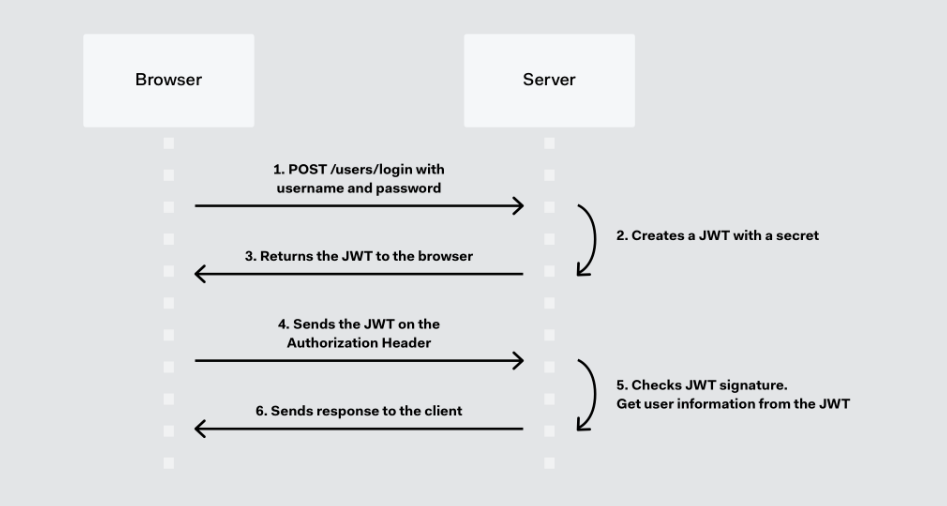 Browser
Server
1. POST /users/login with
username and password
2. Creates a JWT with a secret
3. Returns the JWT to the browser
4. Sends the JWT on the
Authorization Header
5. Checks JWT signature.
Get user information from the JWT
6. Sends response to the client